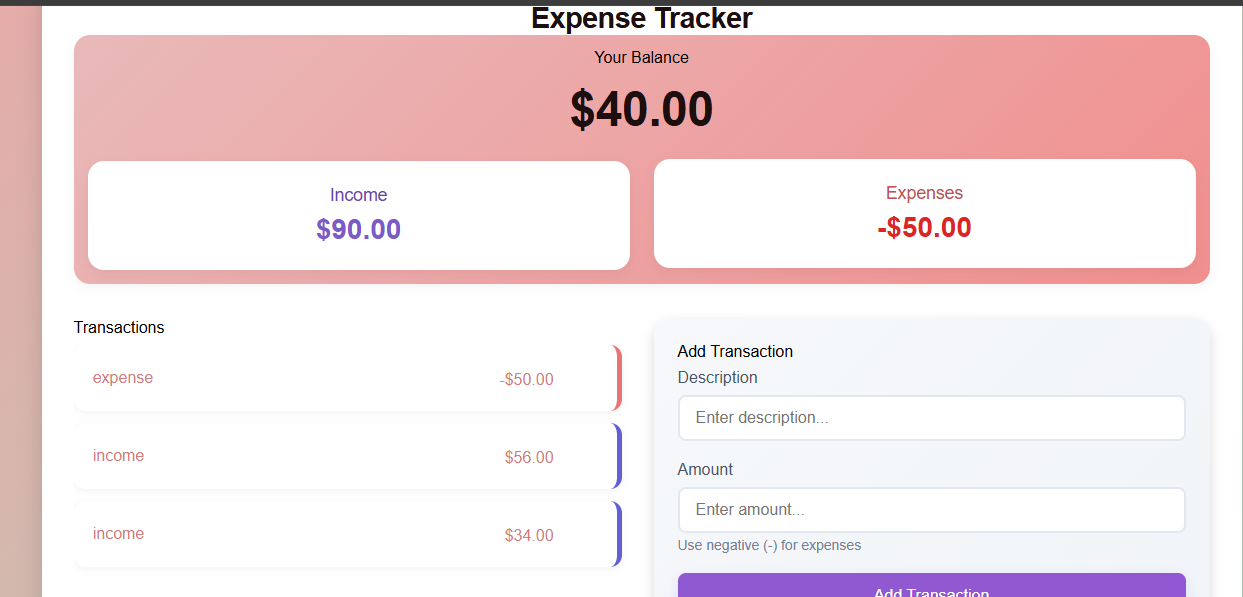 Expense Tracker
Your Balance
$40.00
Income
$90.00
Expenses
-$50.00
Transactions
expense -$50.00
income $56.00
income $34.00
Add Transaction
Description
Enter description...
Amount
Enter amount...
Use negative (-) for expenses
Add Transaction